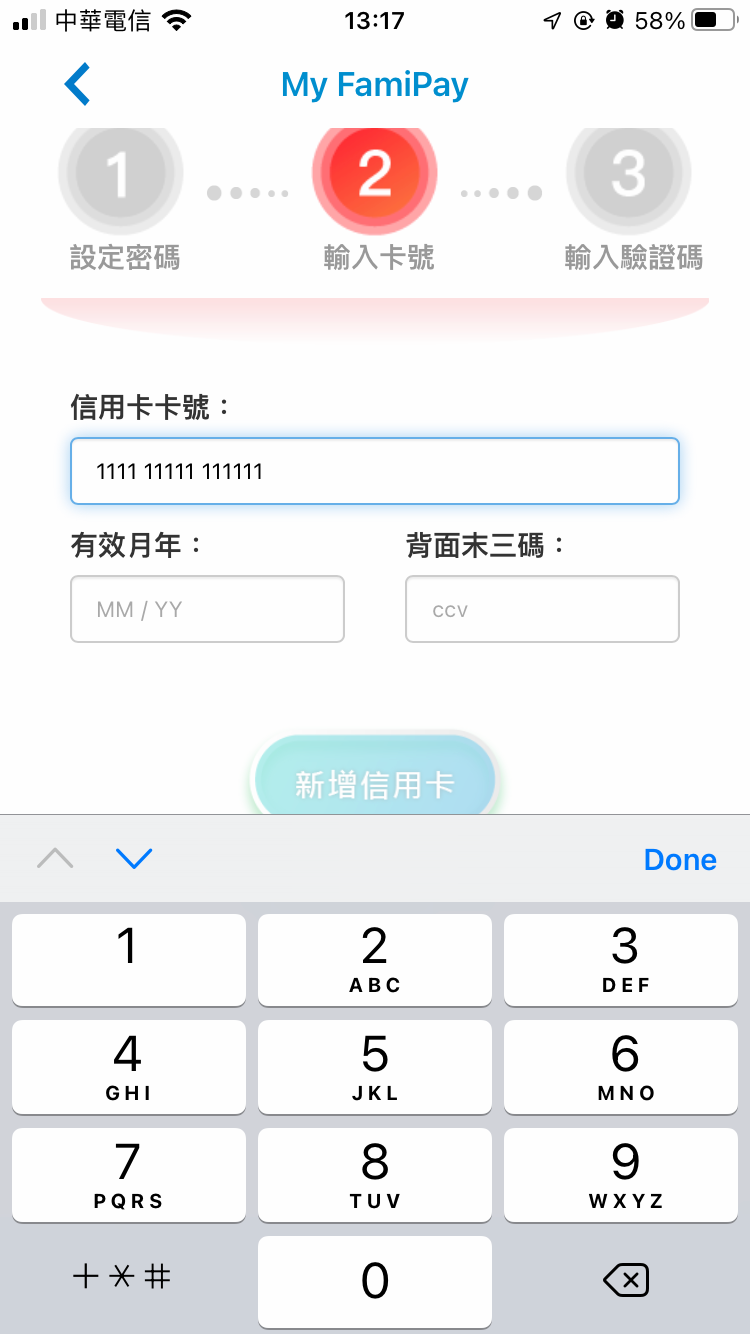 中華電信 13:17 58%
My FamiPay
1 2 3
設定密碼 輸入卡號 輸入驗證碼
信用卡卡號：
1111 11111 111111
有效月年： 背面末三碼：
MM / YY ccv
新增信用卡
Done
1 2 3
ABC DEF
4 5 6
GHI JKL MNO
7 8 9
PQRS TUV WXYZ
+ * # 0